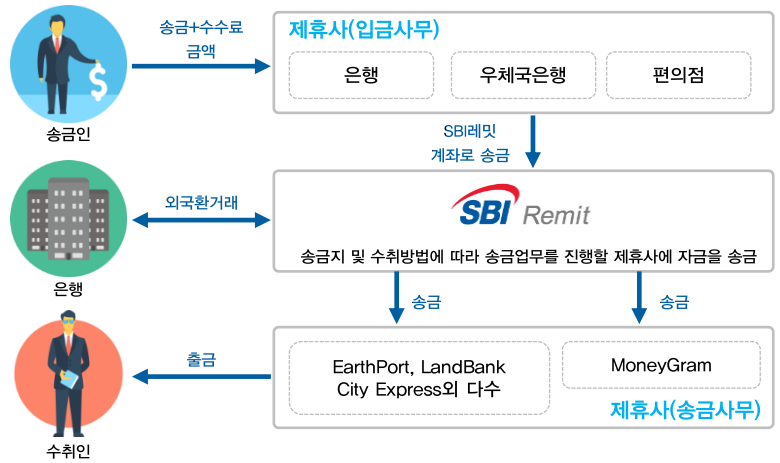 송금+수수료
금액
제휴사(입금사무)
은행
우체국은행
편의점
송금인
SBI레밋
계좌로 송금
외국환거래
SBI Remit
송금지 및 수취방법에 따라 송금업무를 진행할 제휴사에 자금을 송금
은행
송금
송금
출금
EarthPort, LandBank
City Express외 다수
MoneyGram
제휴사(송금사무)
수취인